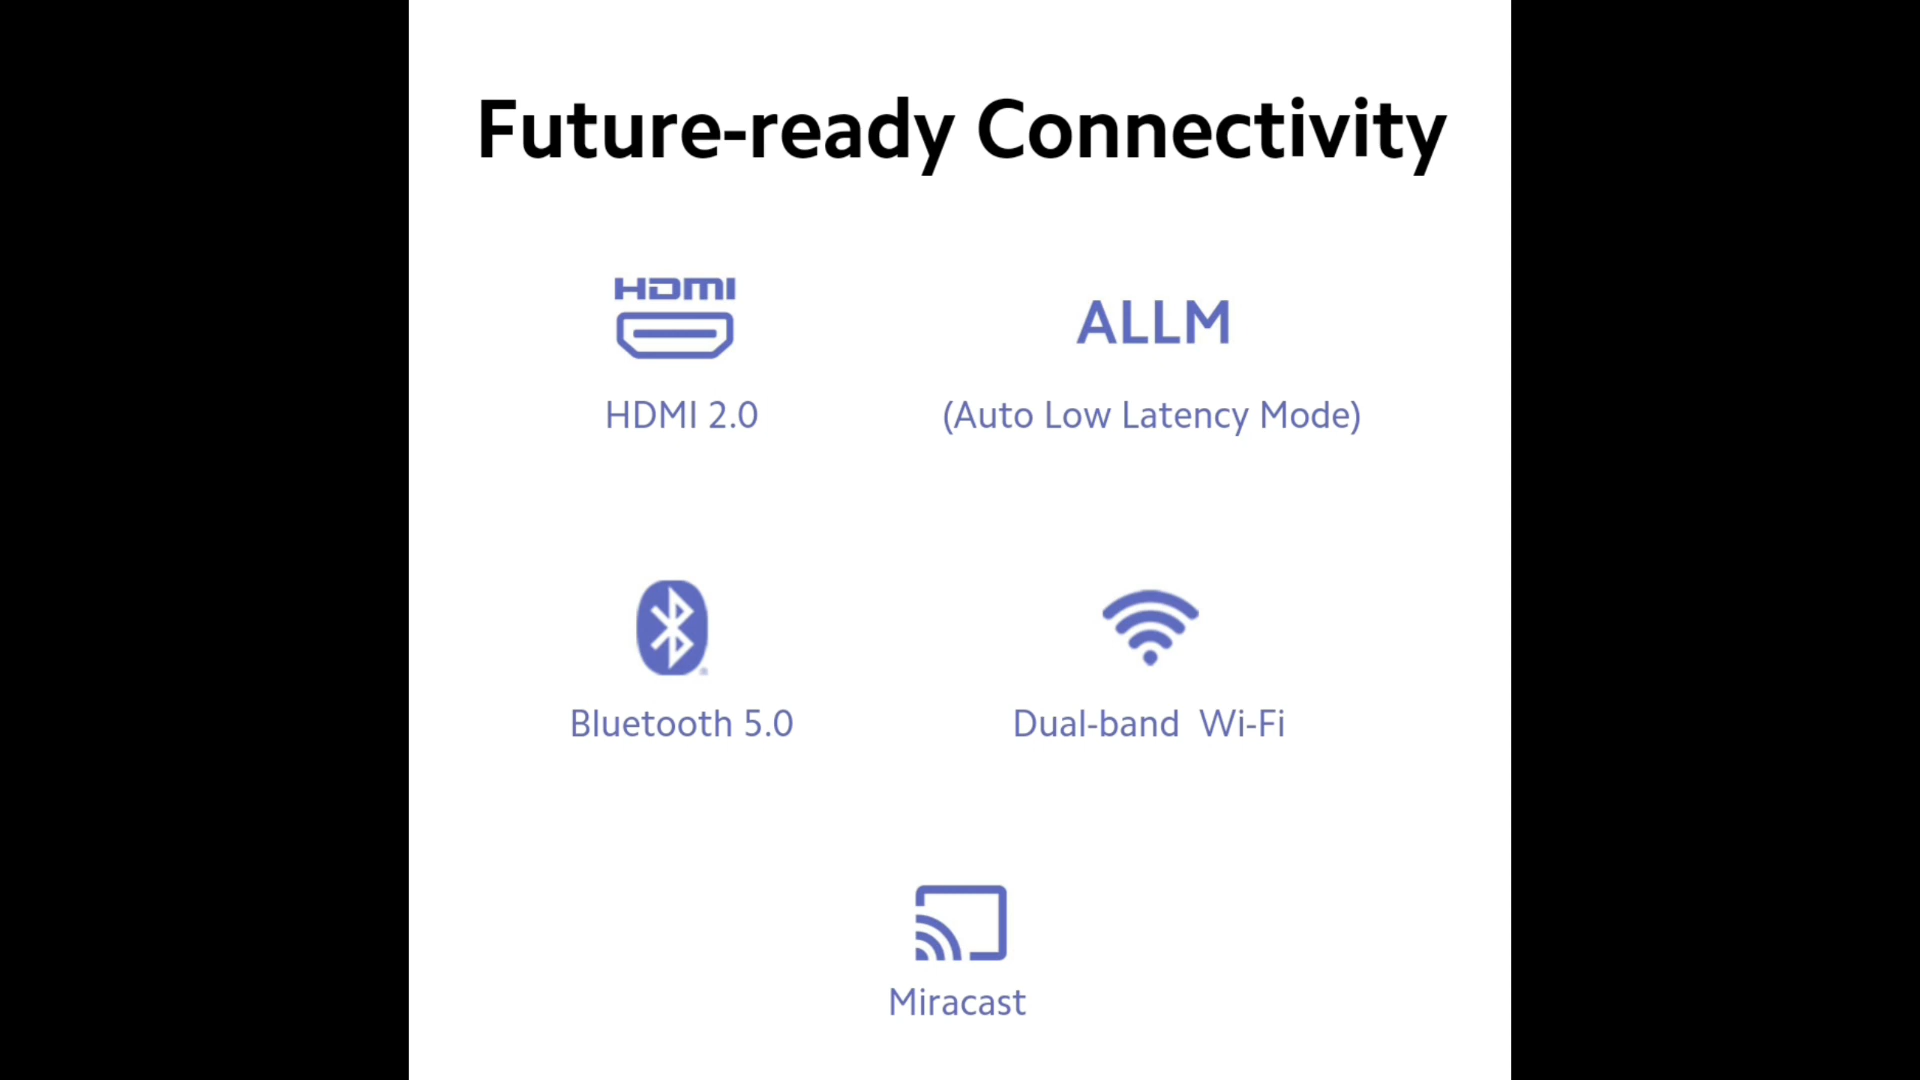 Future-ready Connectivity
HDMI
ALLM
HDMI 2.0
(Auto Low Latency Mode)
Bluetooth 5.0
Dual-band Wi-Fi
Miracast